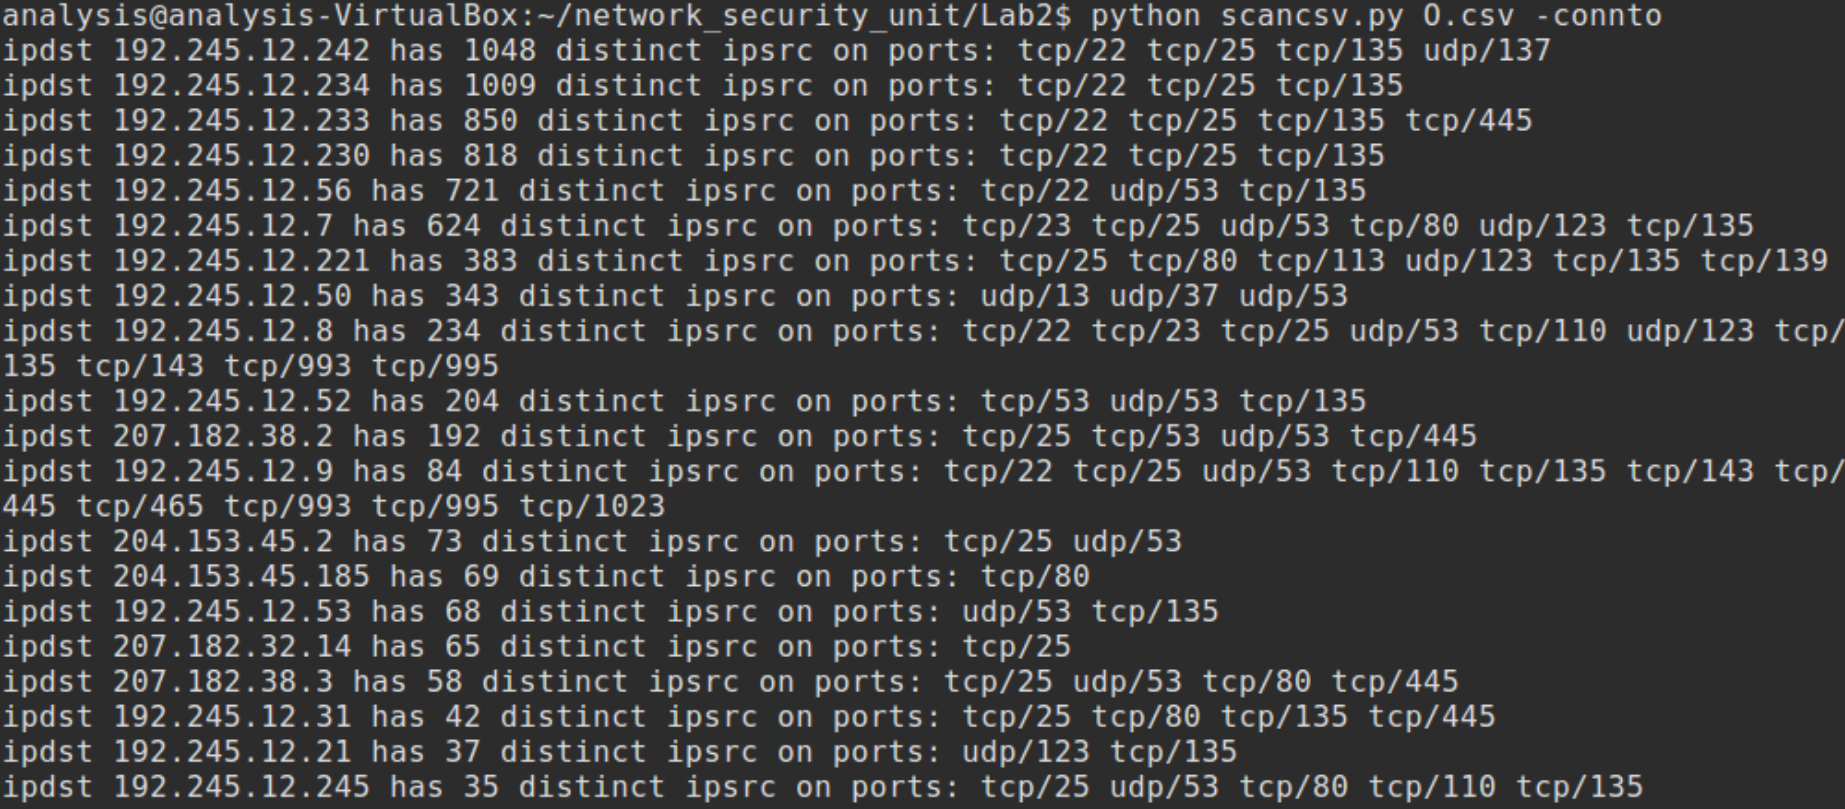 analysis@analysis-VirtualBox:~/network_security_unit/Lab2$ python scancsv.py O.csv -connto
ipdst 192.245.12.242 has 1048 distinct ipsrc on ports: tcp/22 tcp/25 tcp/135 udp/137
ipdst 192.245.12.234 has 1009 distinct ipsrc on ports: tcp/22 tcp/25 tcp/135
ipdst 192.245.12.233 has 850 distinct ipsrc on ports: tcp/22 tcp/25 tcp/135 tcp/445
ipdst 192.245.12.230 has 818 distinct ipsrc on ports: tcp/22 tcp/25 tcp/135
ipdst 192.245.12.56 has 721 distinct ipsrc on ports: tcp/22 udp/53 tcp/135
ipdst 192.245.12.7 has 624 distinct ipsrc on ports: tcp/23 tcp/25 udp/53 tcp/80 udp/123 tcp/135
ipdst 192.245.12.221 has 383 distinct ipsrc on ports: tcp/25 tcp/80 tcp/113 udp/123 tcp/135 tcp/139
ipdst 192.245.12.50 has 343 distinct ipsrc on ports: udp/13 udp/37 udp/53
ipdst 192.245.12.8 has 234 distinct ipsrc on ports: tcp/22 tcp/23 tcp/25 udp/53 tcp/110 udp/123 tcp/
135 tcp/143 tcp/993 tcp/995
ipdst 192.245.12.52 has 204 distinct ipsrc on ports: tcp/53 udp/53 tcp/135
ipdst 207.182.38.2 has 192 distinct ipsrc on ports: tcp/25 tcp/53 udp/53 tcp/445
ipdst 192.245.12.9 has 84 distinct ipsrc on ports: tcp/22 tcp/25 udp/53 tcp/110 tcp/135 tcp/143 tcp/
445 tcp/465 tcp/993 tcp/995 tcp/1023
ipdst 204.153.45.2 has 73 distinct ipsrc on ports: tcp/25 udp/53
ipdst 204.153.45.185 has 69 distinct ipsrc on ports: tcp/80
ipdst 192.245.12.53 has 68 distinct ipsrc on ports: udp/53 tcp/135
ipdst 207.182.32.14 has 65 distinct ipsrc on ports: tcp/25
ipdst 207.182.38.3 has 58 distinct ipsrc on ports: tcp/25 udp/53 tcp/80 tcp/445
ipdst 192.245.12.31 has 42 distinct ipsrc on ports: tcp/25 tcp/80 tcp/135 tcp/445
ipdst 192.245.12.21 has 37 distinct ipsrc on ports: udp/123 tcp/135
ipdst 192.245.12.245 has 35 distinct ipsrc on ports: tcp/25 udp/53 tcp/80 tcp/110 tcp/135